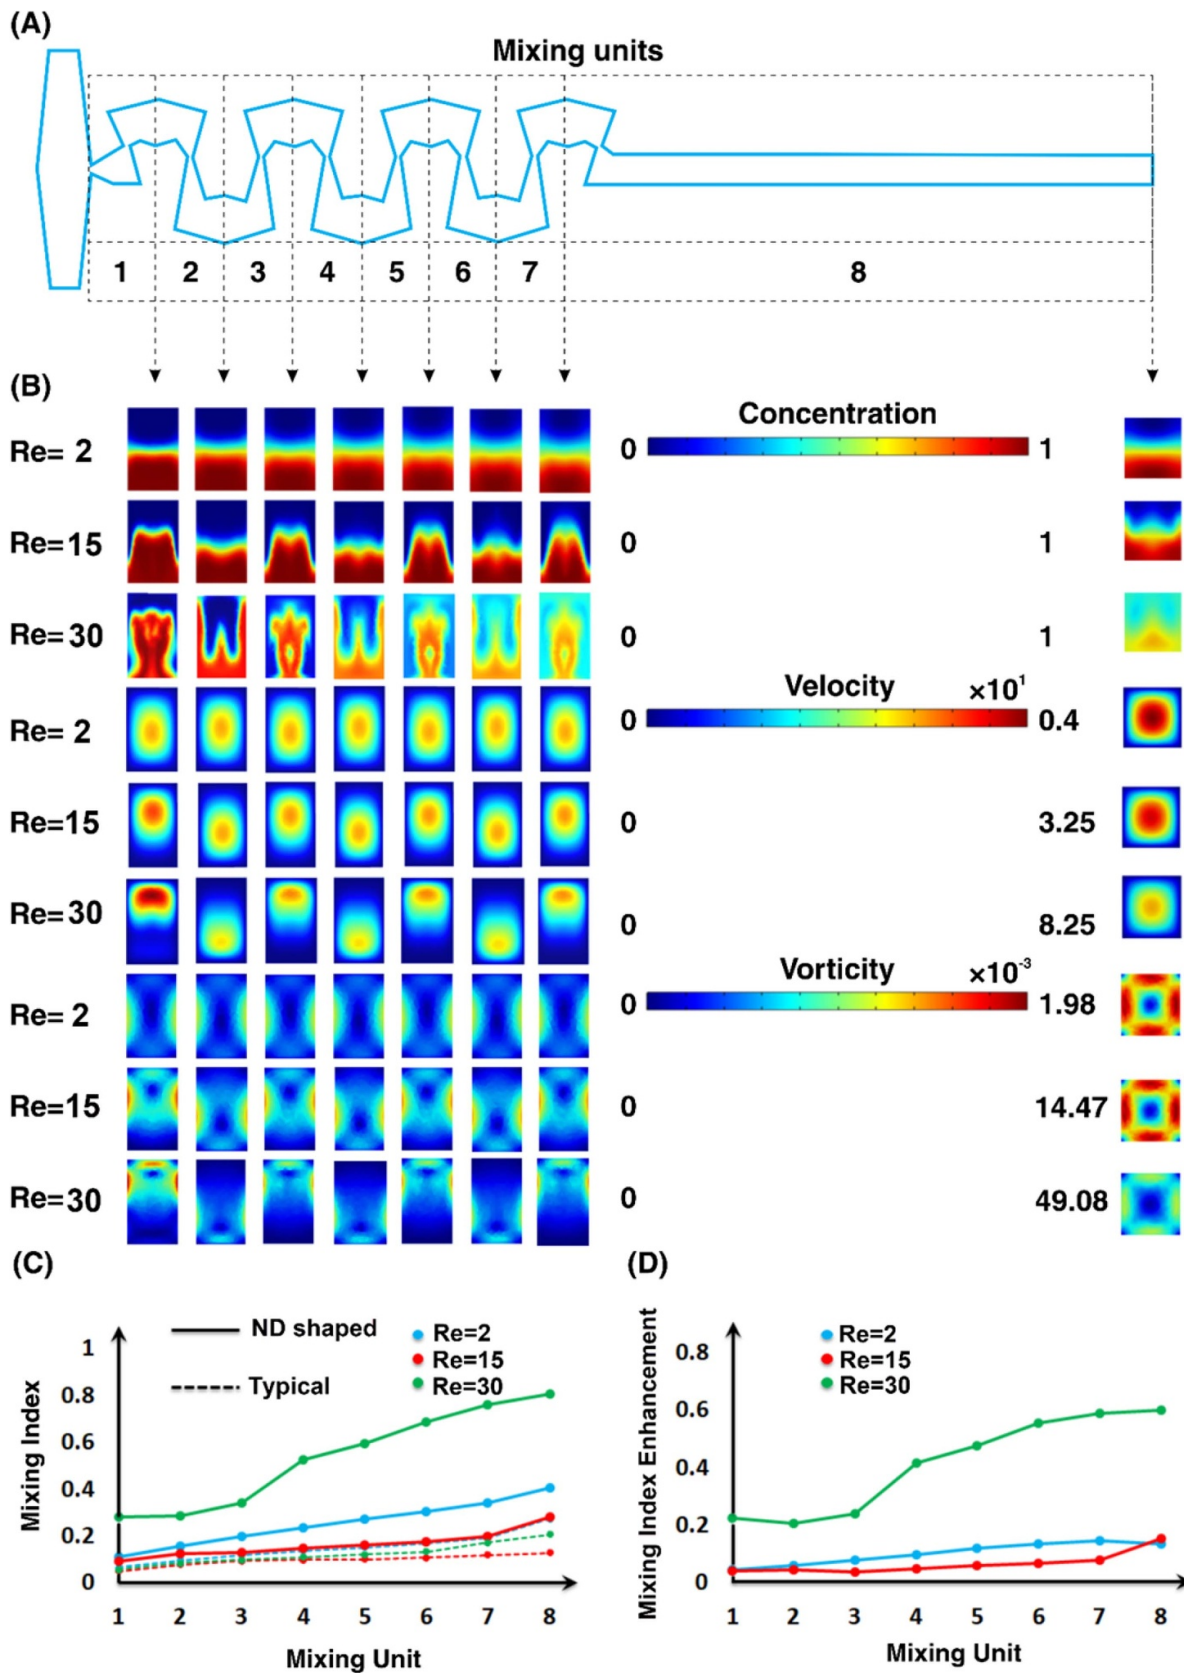 (A)
Mixing units
1 2 3 4 5 6 7 8
(B)
Concentration
Re= 2 0 1
Re=15 0 1
Re=30 0 1
Velocity ×10¹
Re= 2 0 0.4
Re=15 0 3.25
Re=30 0 8.25
Vorticity ×10⁻³
Re= 2 0 1.98
Re=15 0 14.47
Re=30 0 49.08
(C)
Mixing Index
1
0.8
0.6
0.4
0.2
0
ND shaped
Typical
Re=2
Re=15
Re=30
1 2 3 4 5 6 7 8
Mixing Unit
(D)
Mixing Index Enhancement
0.8
0.6
0.4
0.2
0
Re=2
Re=15
Re=30
1 2 3 4 5 6 7 8
Mixing Unit